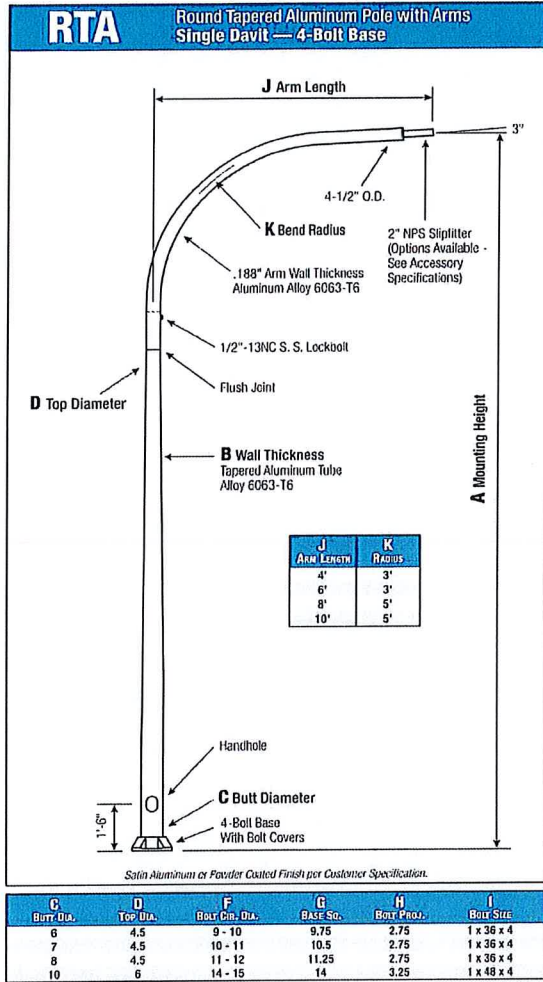 RTA
Round Tapered Aluminum Pole with Arms
Single Davit — 4-Bolt Base
J Arm Length
3"
4-1/2" O.D.
K Bend Radius
2" NPS Slipfitter
(Options Available -
See Accessory
Specifications)
.188" Arm Wall Thickness
Aluminum Alloy 6063-T6
1/2"-13NC S. S. Lockbolt
Flush Joint
D Top Diameter
A Mounting Height
B Wall Thickness
Tapered Aluminum Tube
Alloy 6063-T6
J K
ARM LENGTH RADIUS
4' 3'
6' 3'
8' 5'
10' 5'
Handhole
C Butt Diameter
1'-6"
4-Bolt Base
With Bolt Covers
Satin Aluminum or Powder Coated Finish per Customer Specification.
C D F G H I
BUTT DIA. TOP DIA. BOLT CIR. DIA. BASE SQ. BOLT PROJ. BOLT SIZE
6 4.5 9 - 10 9.75 2.75 1 x 36 x 4
7 4.5 10 - 11 10.5 2.75 1 x 36 x 4
8 4.5 11 - 12 11.25 2.75 1 x 36 x 4
10 6 14 - 15 14 3.25 1 x 48 x 4